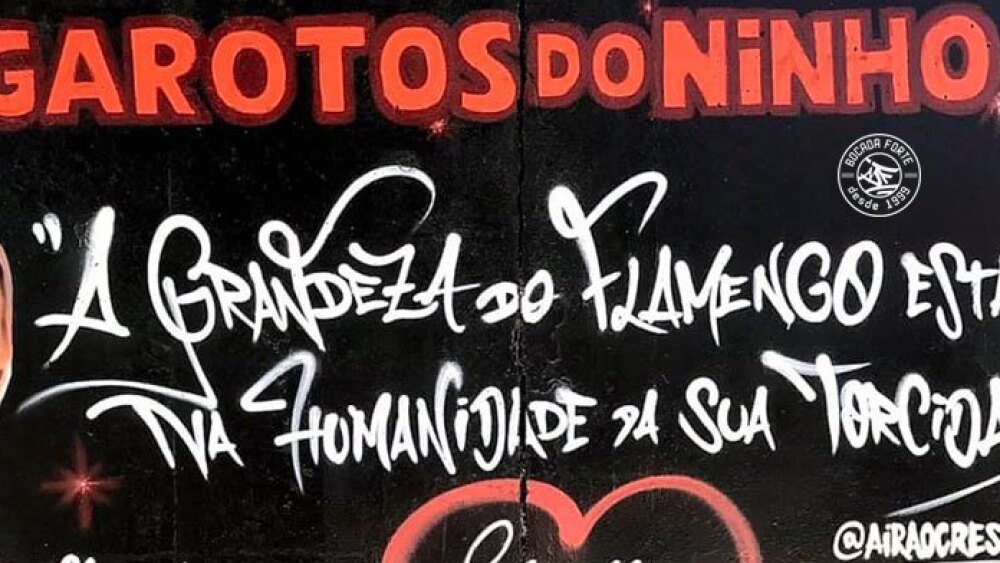 GAROTOS DO NiNHO
BOCADA FORTE
desde 1999
"A GRANDEZA DO FLAMENGO ESTÁ
NA HUMANiDADE DA SUA TORCiDA
@AiRAOCRES